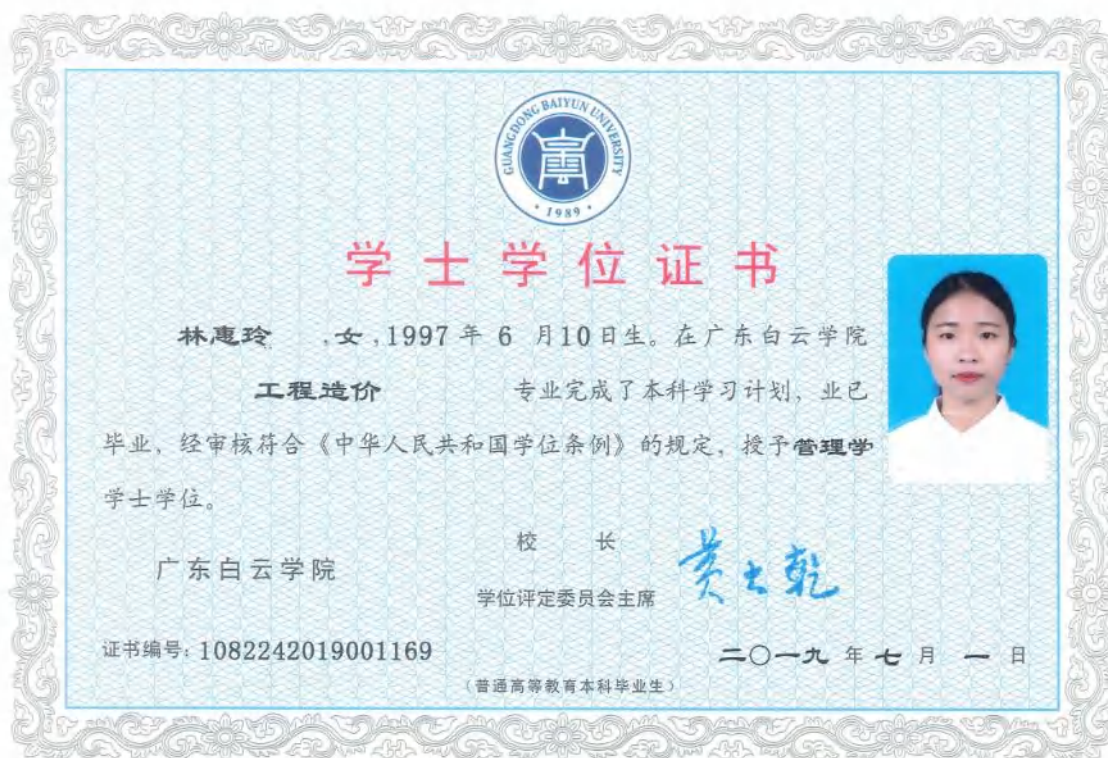 GUANGDONG BAIYUN UNIVERSITY
1989
学士学位证书
林惠玲 ,女,1997年 6 月10日生。在广东白云学院
工程造价 专业完成了本科学习计划,业已
毕业,经审核符合《中华人民共和国学位条例》的规定,授予管理学
学士学位。
校 长
广东白云学院
学位评定委员会主席
证书编号:1082242019001169
二〇一九 年 七 月 一 日
(普通高等教育本科毕业生)